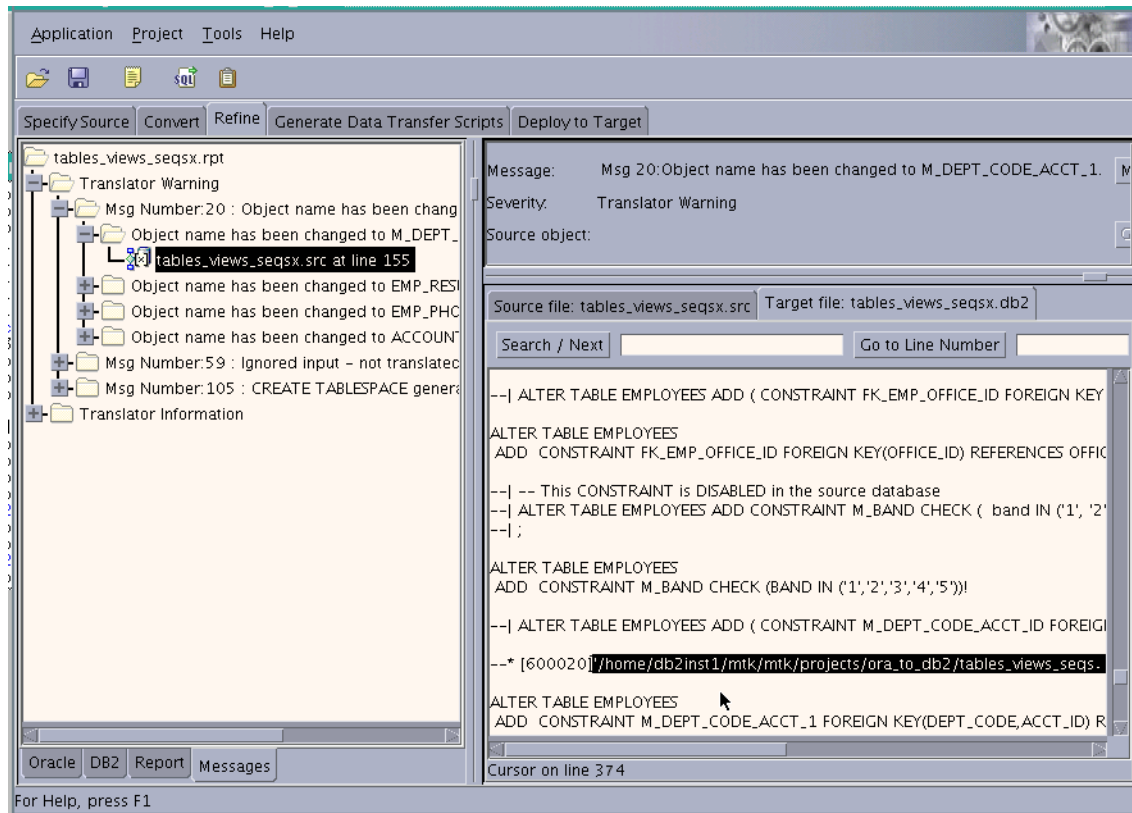 Application Project Tools Help
SQL
Specify Source Convert Refine Generate Data Transfer Scripts Deploy to Target
tables_views_seqsx.rpt
Translator Warning
Msg Number:20 : Object name has been chang
Object name has been changed to M_DEPT_
tables_views_seqsx.src at line 155
Object name has been changed to EMP_RES
Object name has been changed to EMP_PHO
Object name has been changed to ACCOUN
Msg Number:59 : Ignored input – not translated
Msg Number:105 : CREATE TABLESPACE genera
Translator Information
Oracle DB2 Report Messages
Message: Msg 20:Object name has been changed to M_DEPT_CODE_ACCT_1. M
Severity: Translator Warning
Source object: G
Source file: tables_views_seqsx.src Target file: tables_views_seqsx.db2
Search / Next Go to Line Number
--| ALTER TABLE EMPLOYEES ADD ( CONSTRAINT FK_EMP_OFFICE_ID FOREIGN KEY
ALTER TABLE EMPLOYEES
ADD CONSTRAINT FK_EMP_OFFICE_ID FOREIGN KEY(OFFICE_ID) REFERENCES OFFIC
--| -- This CONSTRAINT is DISABLED in the source database
--| ALTER TABLE EMPLOYEES ADD CONSTRAINT M_BAND CHECK ( band IN ('1', '2'
--| ;
ALTER TABLE EMPLOYEES
ADD CONSTRAINT M_BAND CHECK (BAND IN ('1','2','3','4','5'))!
--| ALTER TABLE EMPLOYEES ADD ( CONSTRAINT M_DEPT_CODE_ACCT_ID FOREIG
--* [600020]'/home/db2inst1/mtk/mtk/projects/ora_to_db2/tables_views_seqs.
ALTER TABLE EMPLOYEES
ADD CONSTRAINT M_DEPT_CODE_ACCT_1 FOREIGN KEY(DEPT_CODE,ACCT_ID) R
Cursor on line 374
For Help, press F1